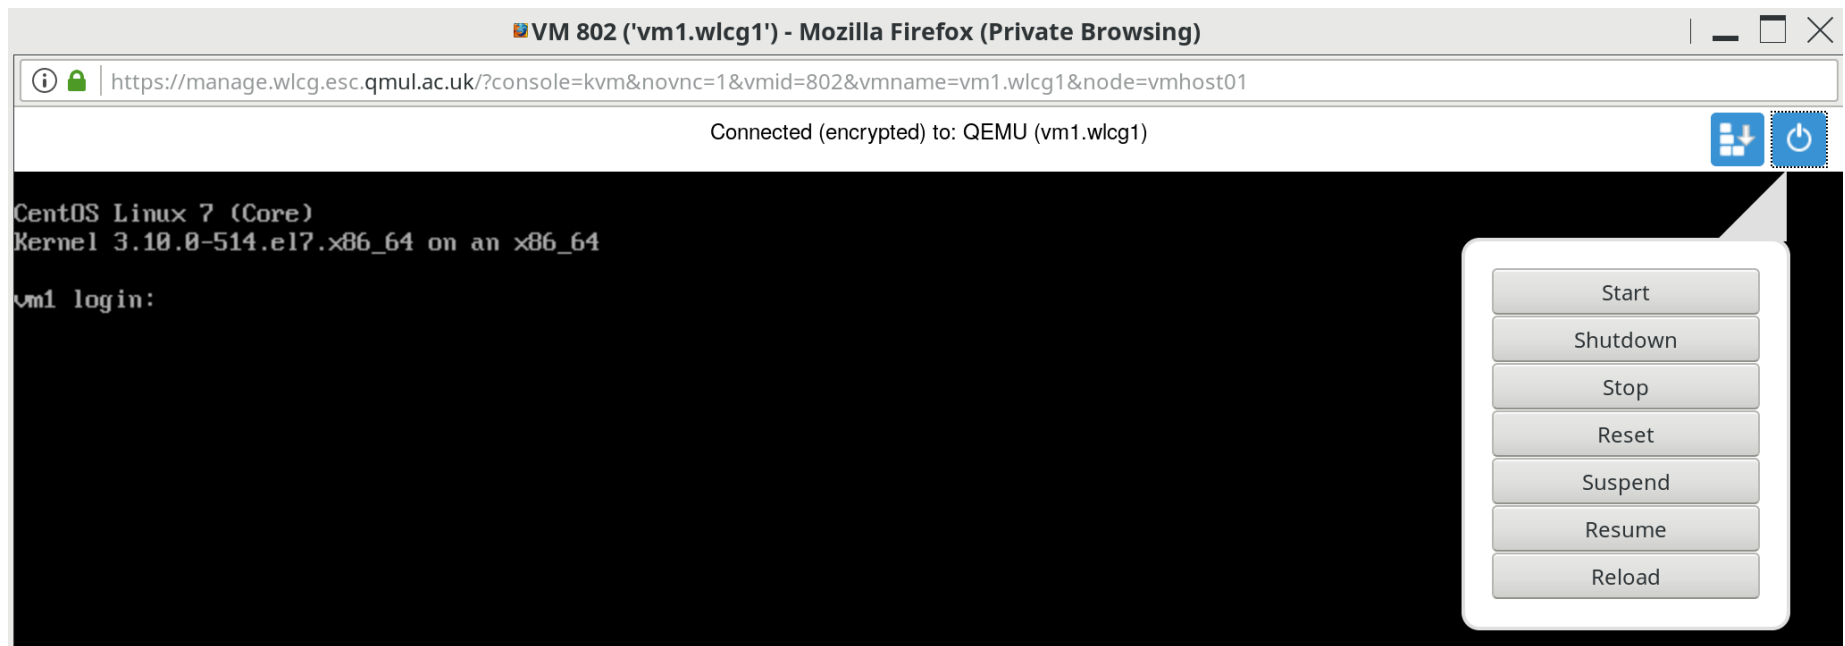 VM 802 ('vm1.wlcg1') - Mozilla Firefox (Private Browsing)
https://manage.wlcg.esc.qmul.ac.uk/?console=kvm&novnc=1&vmid=802&vmname=vm1.wlcg1&node=vmhost01
Connected (encrypted) to: QEMU (vm1.wlcg1)
CentOS Linux 7 (Core)
Kernel 3.10.0-514.el7.x86_64 on an x86_64
vm1 login:
Start
Shutdown
Stop
Reset
Suspend
Resume
Reload